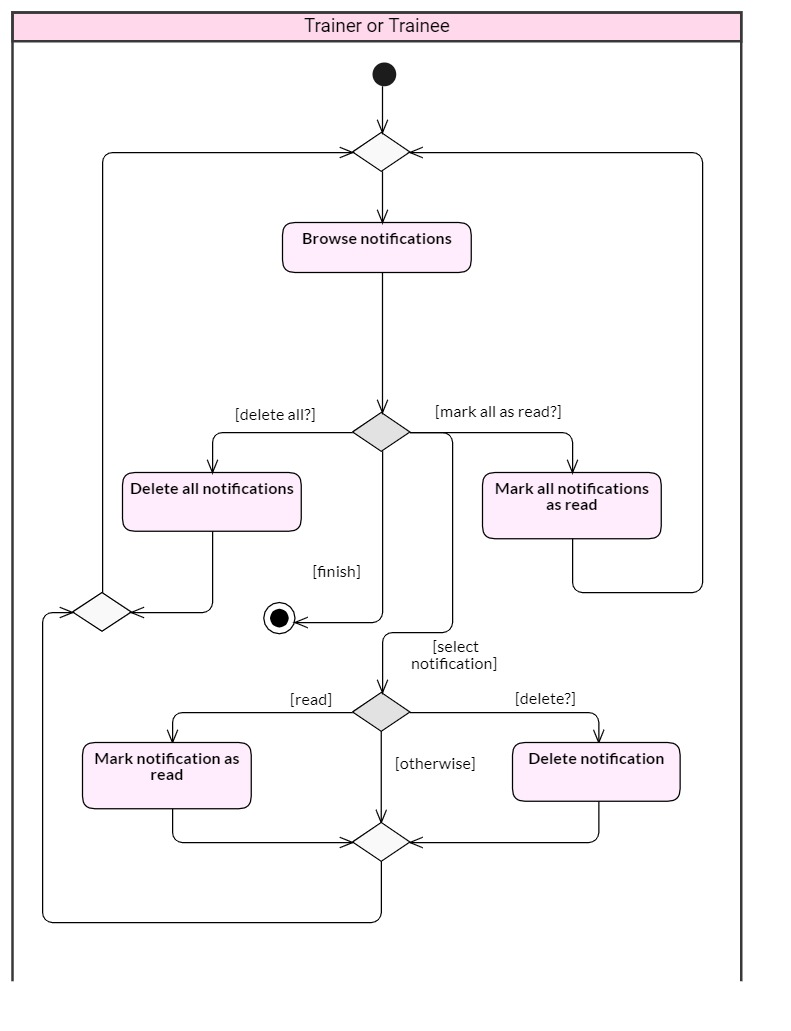 Trainer or Trainee
Browse notifications
[delete all?]
[mark all as read?]
Delete all notifications
Mark all notifications
as read
[finish]
[select
notification]
[read]
[delete?]
Mark notification as
read
[otherwise]
Delete notification